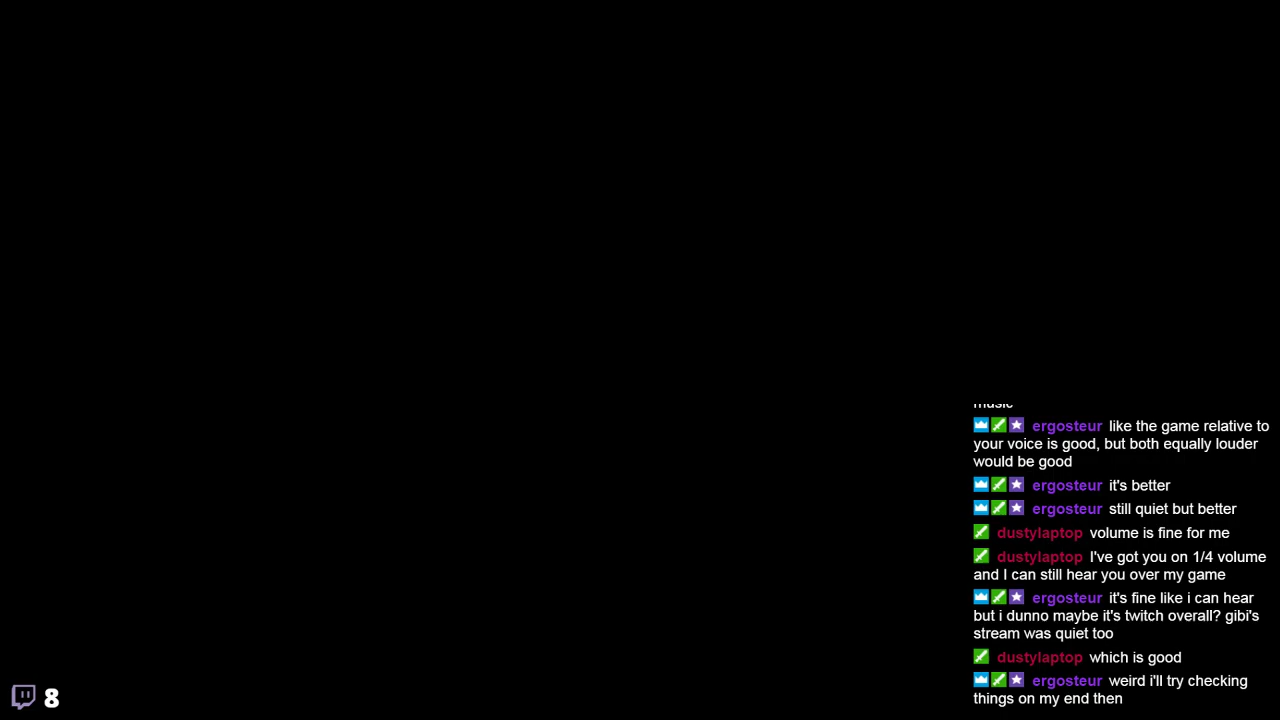 music
ergosteur like the game relative to
your voice is good, but both equally louder
would be good
ergosteur it's better
ergosteur still quiet but better
dustylaptop volume is fine for me
dustylaptop I've got you on 1/4 volume
and I can still hear you over my game
ergosteur it's fine like i can hear
but i dunno maybe it's twitch overall? gibi's
stream was quiet too
dustylaptop which is good
ergosteur weird i'll try checking
things on my end then
8